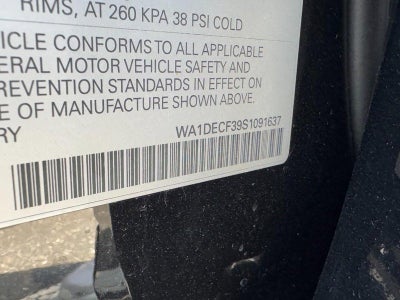 RIMS, AT 260 KPA 38 PSI COLD
ICLE CONFORMS TO ALL APPLICABLE
ERAL MOTOR VEHICLE SAFETY AND
PREVENTION STANDARDS IN EFFECT ON
E OF MANUFACTURE SHOWN ABOVE.
RY
WA1DECF39S1091637